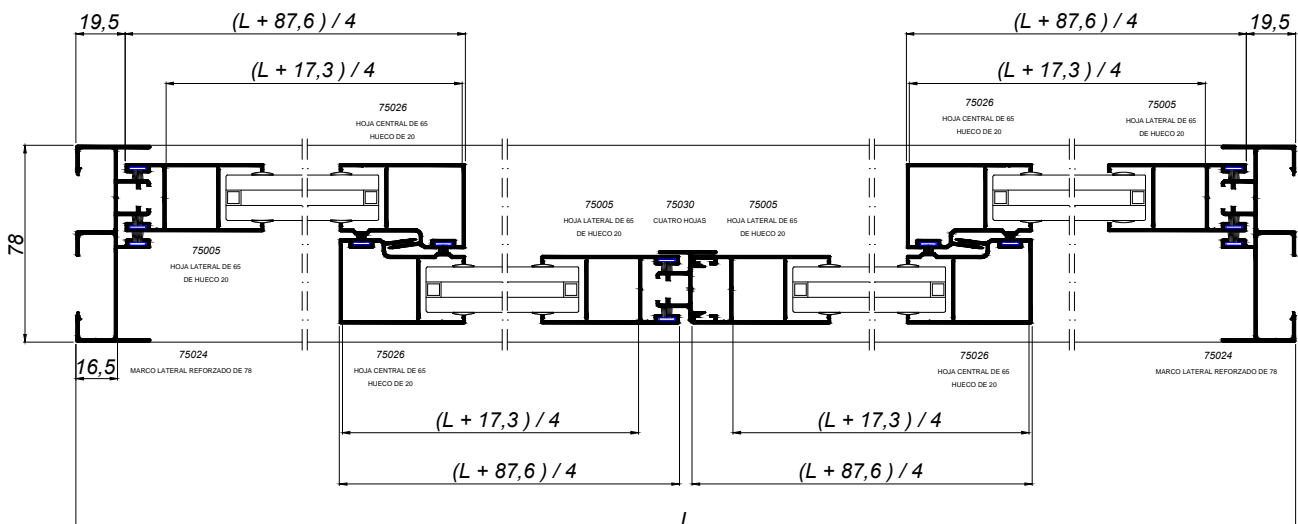 19,5
(L + 87,6 ) / 4
(L + 87,6 ) / 4
19,5
(L + 17,3 ) / 4
(L + 17,3 ) / 4
75026
HOJA CENTRAL DE 65
HUECO DE 20
75026
HOJA CENTRAL DE 65
HUECO DE 20
75005
HOJA LATERAL DE 65
DE HUECO 20
78
75005
HOJA LATERAL DE 65
DE HUECO 20
75005
HOJA LATERAL DE 65
DE HUECO 20
75030
CUATRO HOJAS
75005
HOJA LATERAL DE 65
DE HUECO 20
16,5
75024
MARCO LATERAL REFORZADO DE 78
75026
HOJA CENTRAL DE 65
HUECO DE 20
75026
HOJA CENTRAL DE 65
HUECO DE 20
75024
MARCO LATERAL REFORZADO DE 78
(L + 17,3 ) / 4
(L + 17,3 ) / 4
(L + 87,6 ) / 4
(L + 87,6 ) / 4